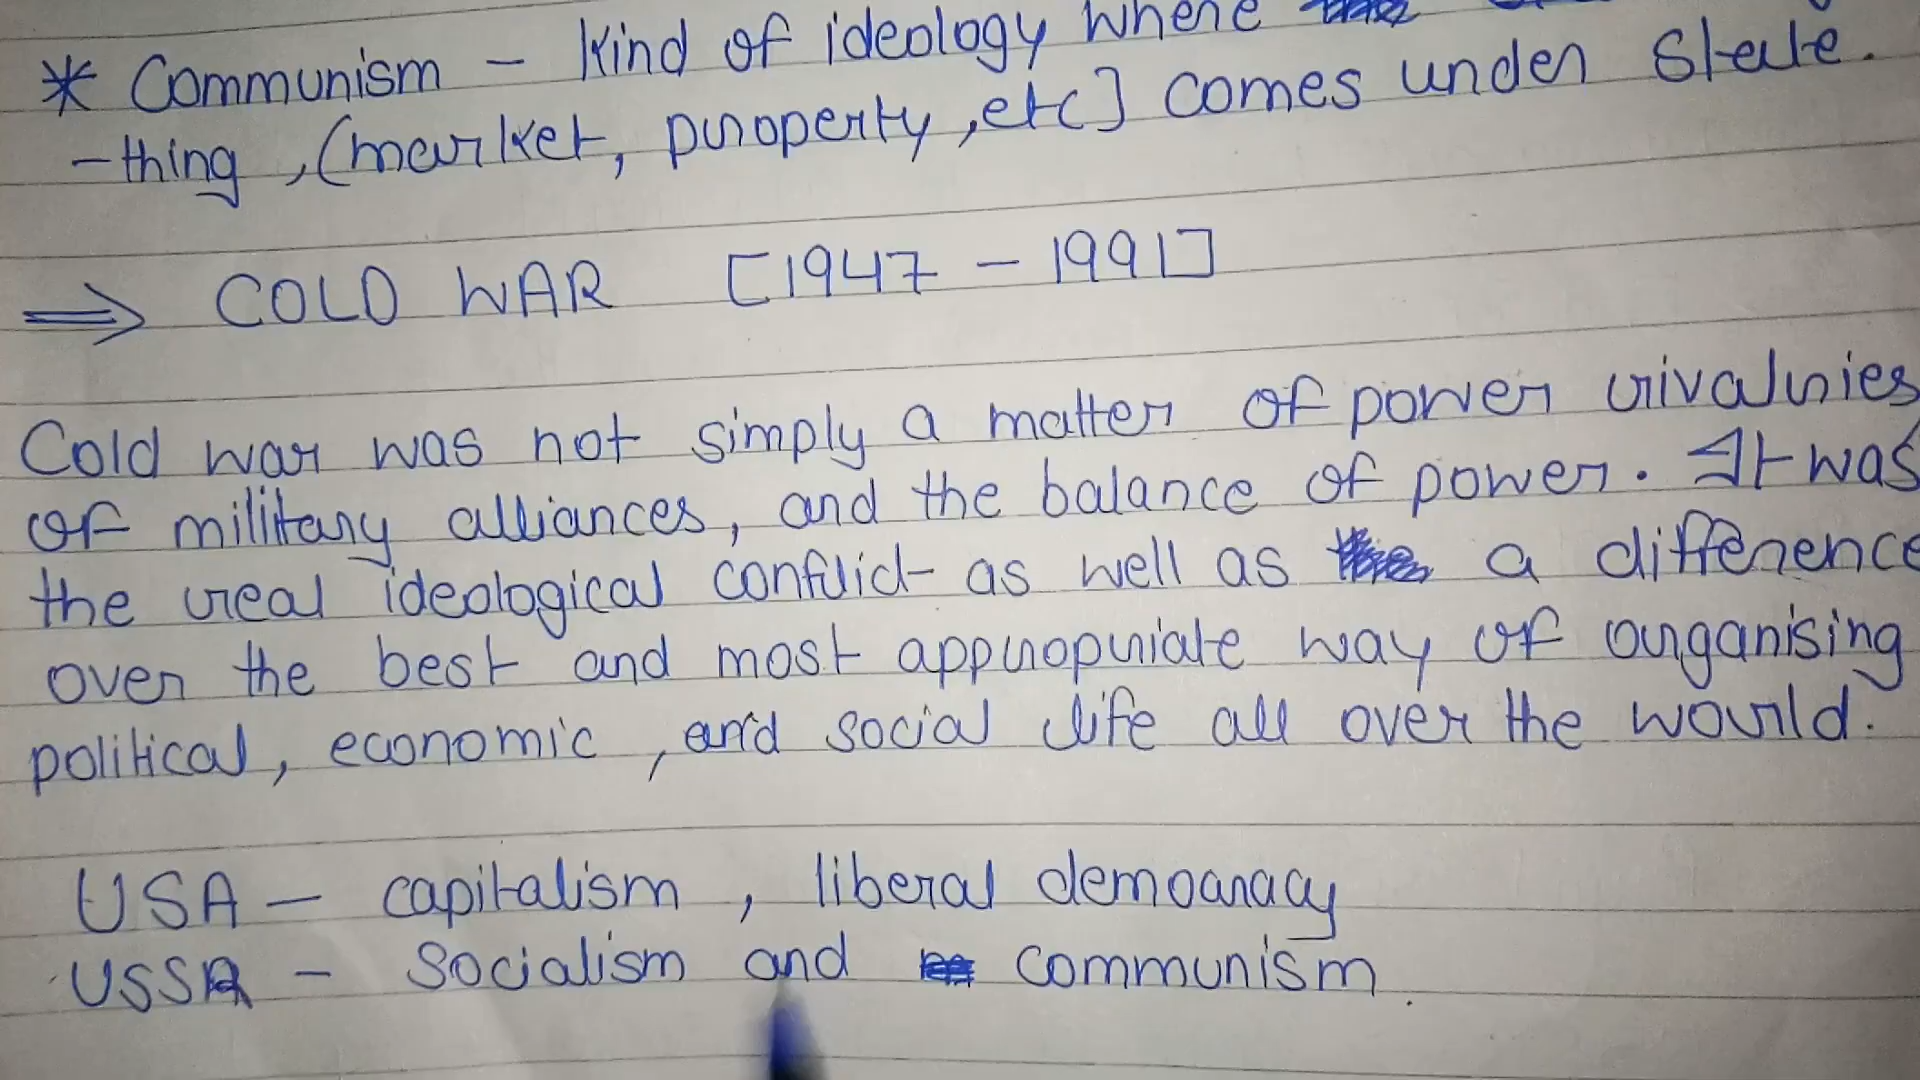 * Communism - kind of ideology where
-thing, (market, property, etc] comes under state.
⇒ COLD WAR [1947 - 1991]
Cold war was not simply a matter of power rivalries
of military alliances, and the balance of power. It was
the real ideological conflict as well as a difference
over the best and most appropriate way of organising
political, economic, and social life all over the world.
USA - capitalism, liberal democracy
USSR - Socialism and communism.